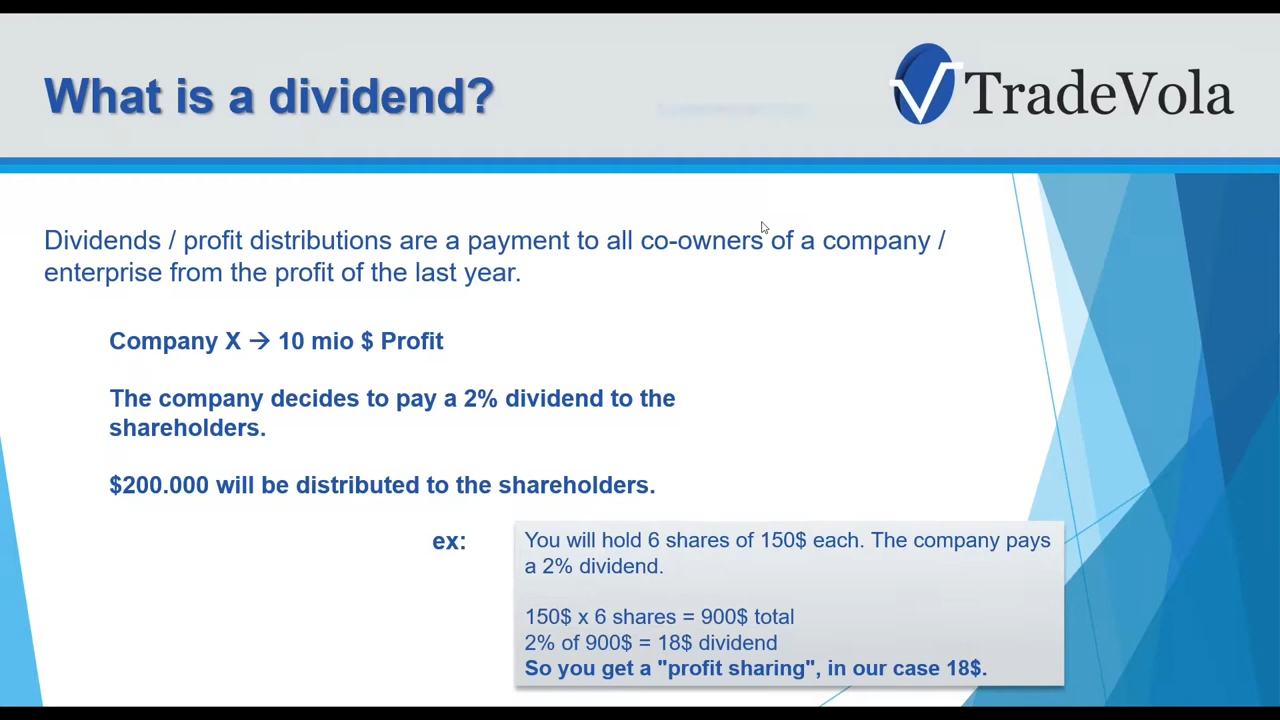 What is a dividend?
TradeVola
Dividends / profit distributions are a payment to all co-owners of a company /
enterprise from the profit of the last year.
Company X → 10 mio $ Profit
The company decides to pay a 2% dividend to the
shareholders.
$200.000 will be distributed to the shareholders.
ex:
You will hold 6 shares of 150$ each. The company pays
a 2% dividend.
150$ x 6 shares = 900$ total
2% of 900$ = 18$ dividend
So you get a "profit sharing", in our case 18$.